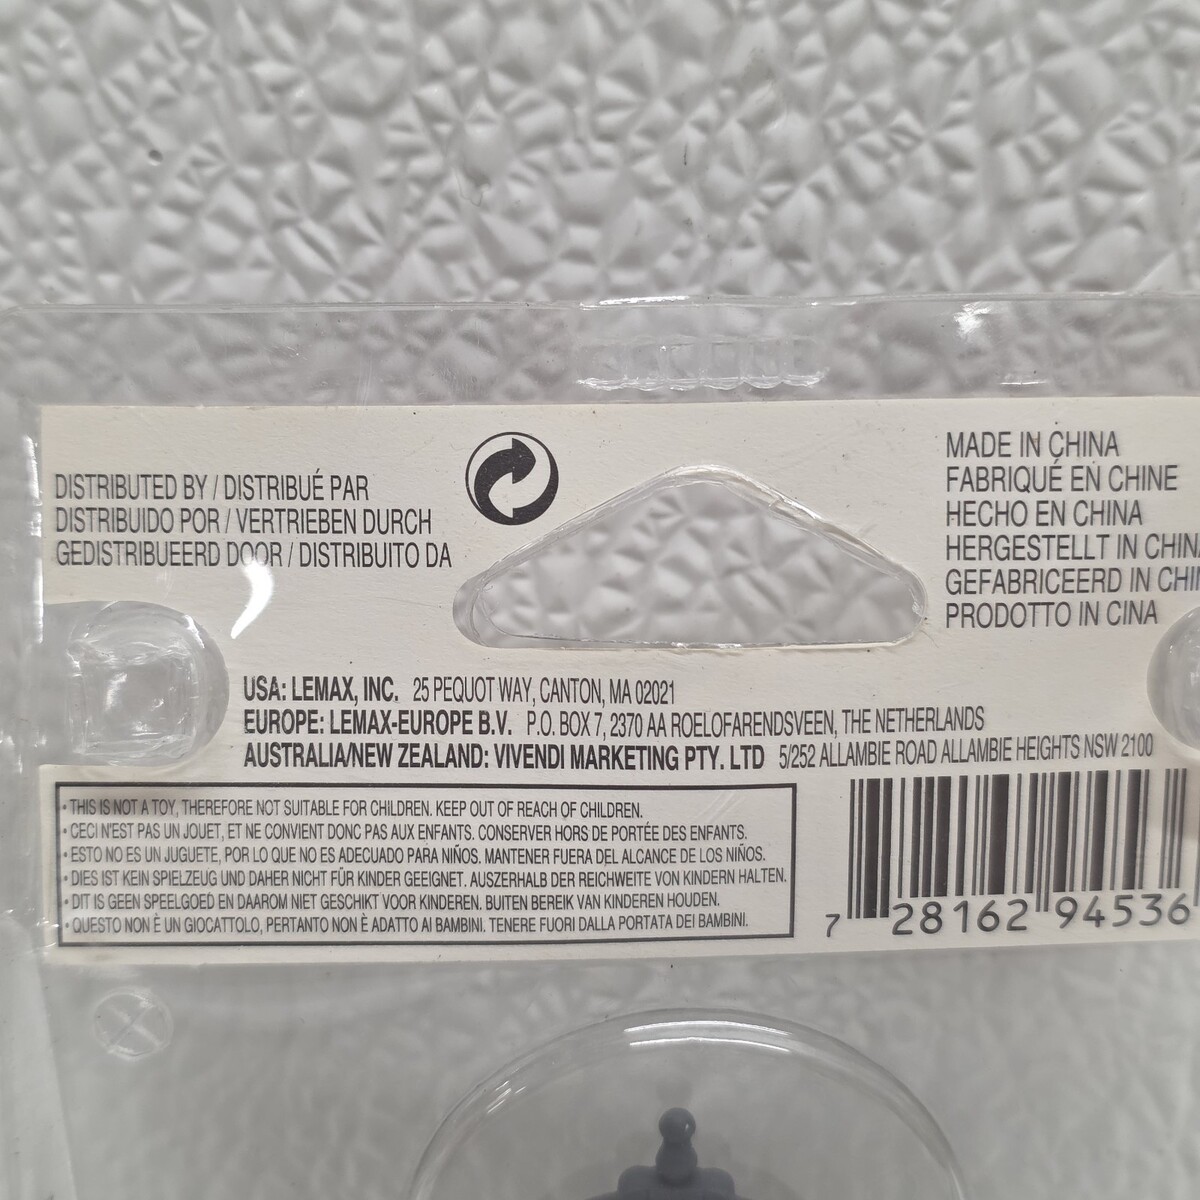 DISTRIBUTED BY / DISTRIBUÉ PAR
DISTRIBUIDO POR / VERTRIEBEN DURCH
GEDISTRIBUEERD DOOR / DISTRIBUITO DA
MADE IN CHINA
FABRIQUÉ EN CHINE
HECHO EN CHINA
HERGESTELLT IN CHINA
GEFABRICEERD IN CHIN
PRODOTTO IN CINA
USA: LEMAX, INC. 25 PEQUOT WAY, CANTON, MA 02021
EUROPE: LEMAX-EUROPE B.V. P.O. BOX 7, 2370 AA ROELOFARENDSVEEN, THE NETHERLANDS
AUSTRALIA/NEW ZEALAND: VIVENDI MARKETING PTY. LTD 5/252 ALLAMBIE ROAD ALLAMBIE HEIGHTS NSW 2100
• THIS IS NOT A TOY, THEREFORE NOT SUITABLE FOR CHILDREN. KEEP OUT OF REACH OF CHILDREN.
• CECI N'EST PAS UN JOUET, ET NE CONVIENT DONC PAS AUX ENFANTS. CONSERVER HORS DE PORTÉE DES ENFANTS.
• ESTO NO ES UN JUGUETE, POR LO QUE NO ES ADECUADO PARA NIÑOS. MANTENER FUERA DEL ALCANCE DE LOS NIÑOS.
• DIES IST KEIN SPIELZEUG UND DAHER NICHT FÜR KINDER GEEIGNET. AUSZERHALB DER REICHWEITE VON KINDERN HALTEN.
• DIT IS GEEN SPEELGOED EN DAAROM NIET GESCHIKT VOOR KINDEREN. BUITEN BEREIK VAN KINDEREN HOUDEN.
• QUESTO NON È UN GIOCATTOLO, PERTANTO NON È ADATTO AI BAMBINI. TENERE FUORI DALLA PORTATA DEI BAMBINI.
7 28162 94536